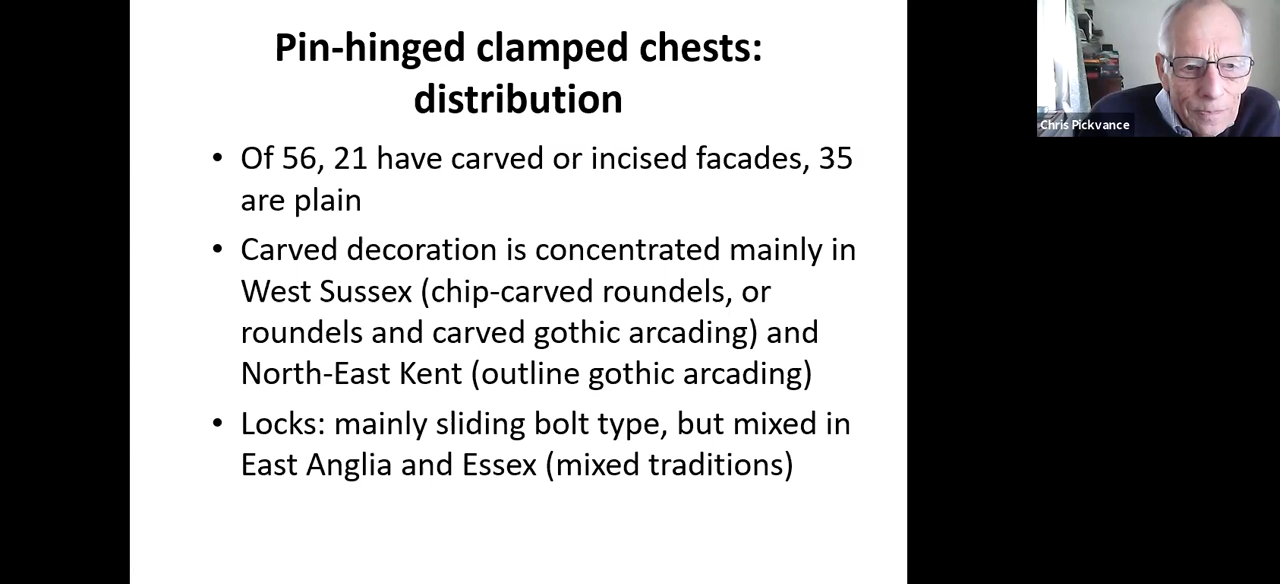 Pin-hinged clamped chests:
distribution
• Of 56, 21 have carved or incised facades, 35
are plain
• Carved decoration is concentrated mainly in
West Sussex (chip-carved roundels, or
roundels and carved gothic arcading) and
North-East Kent (outline gothic arcading)
• Locks: mainly sliding bolt type, but mixed in
East Anglia and Essex (mixed traditions)
Chris Pickvance